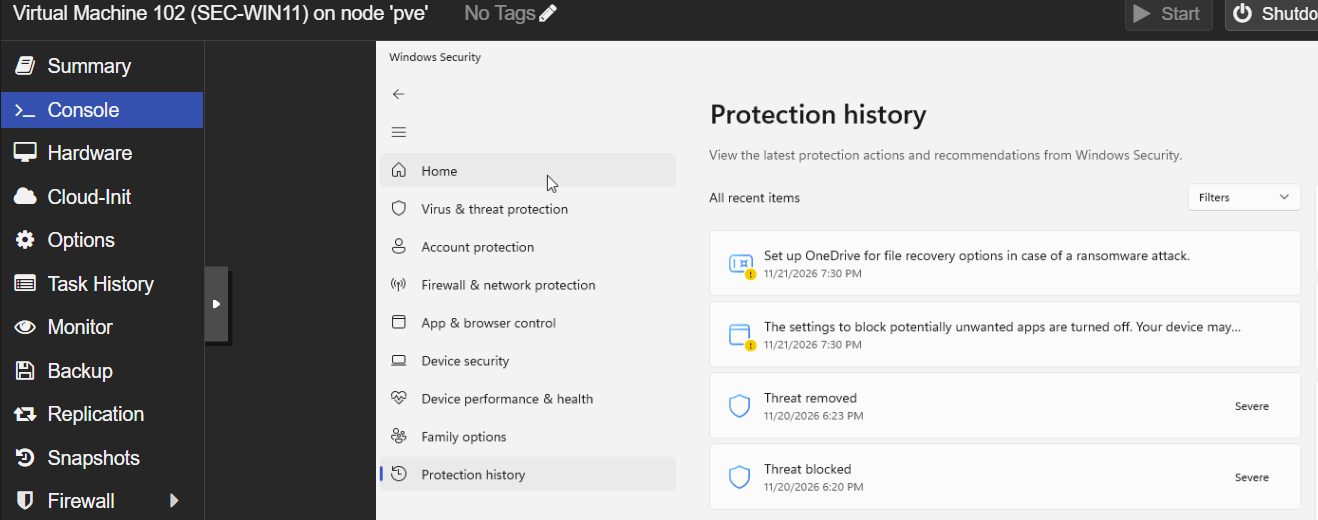 Virtual Machine 102 (SEC-WIN11) on node 'pve'
No Tags
Start
Shutdo
Summary
Console
Hardware
Cloud-Init
Options
Task History
Monitor
Backup
Replication
Snapshots
Firewall
Windows Security
Home
Virus & threat protection
Account protection
Firewall & network protection
App & browser control
Device security
Device performance & health
Family options
Protection history
Protection history
View the latest protection actions and recommendations from Windows Security.
All recent items
Filters
Set up OneDrive for file recovery options in case of a ransomware attack.
11/21/2026 7:30 PM
The settings to block potentially unwanted apps are turned off. Your device may...
11/21/2026 7:30 PM
Threat removed
11/20/2026 6:23 PM
Severe
Threat blocked
11/20/2026 6:20 PM
Severe